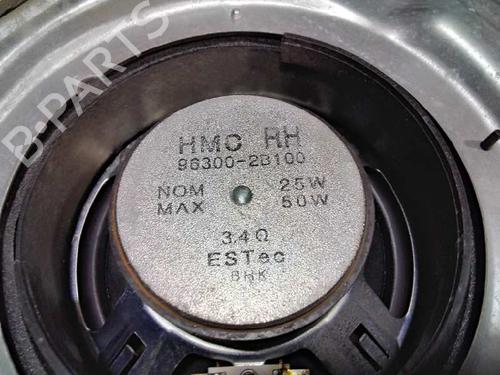 B-PARTS
HMC RH
96300-2B100
NOM 25W
MAX 50W
3.4Ω
ESTec
BHK